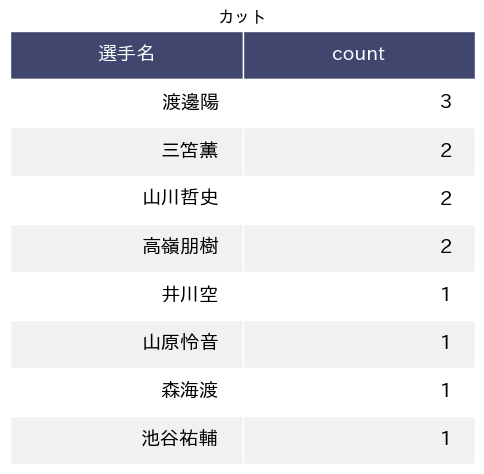 カット
選手名 count
渡邊陽 3
三笘薫 2
山川哲史 2
高嶺朋樹 2
井川空 1
山原怜音 1
森海渡 1
池谷祐輔 1